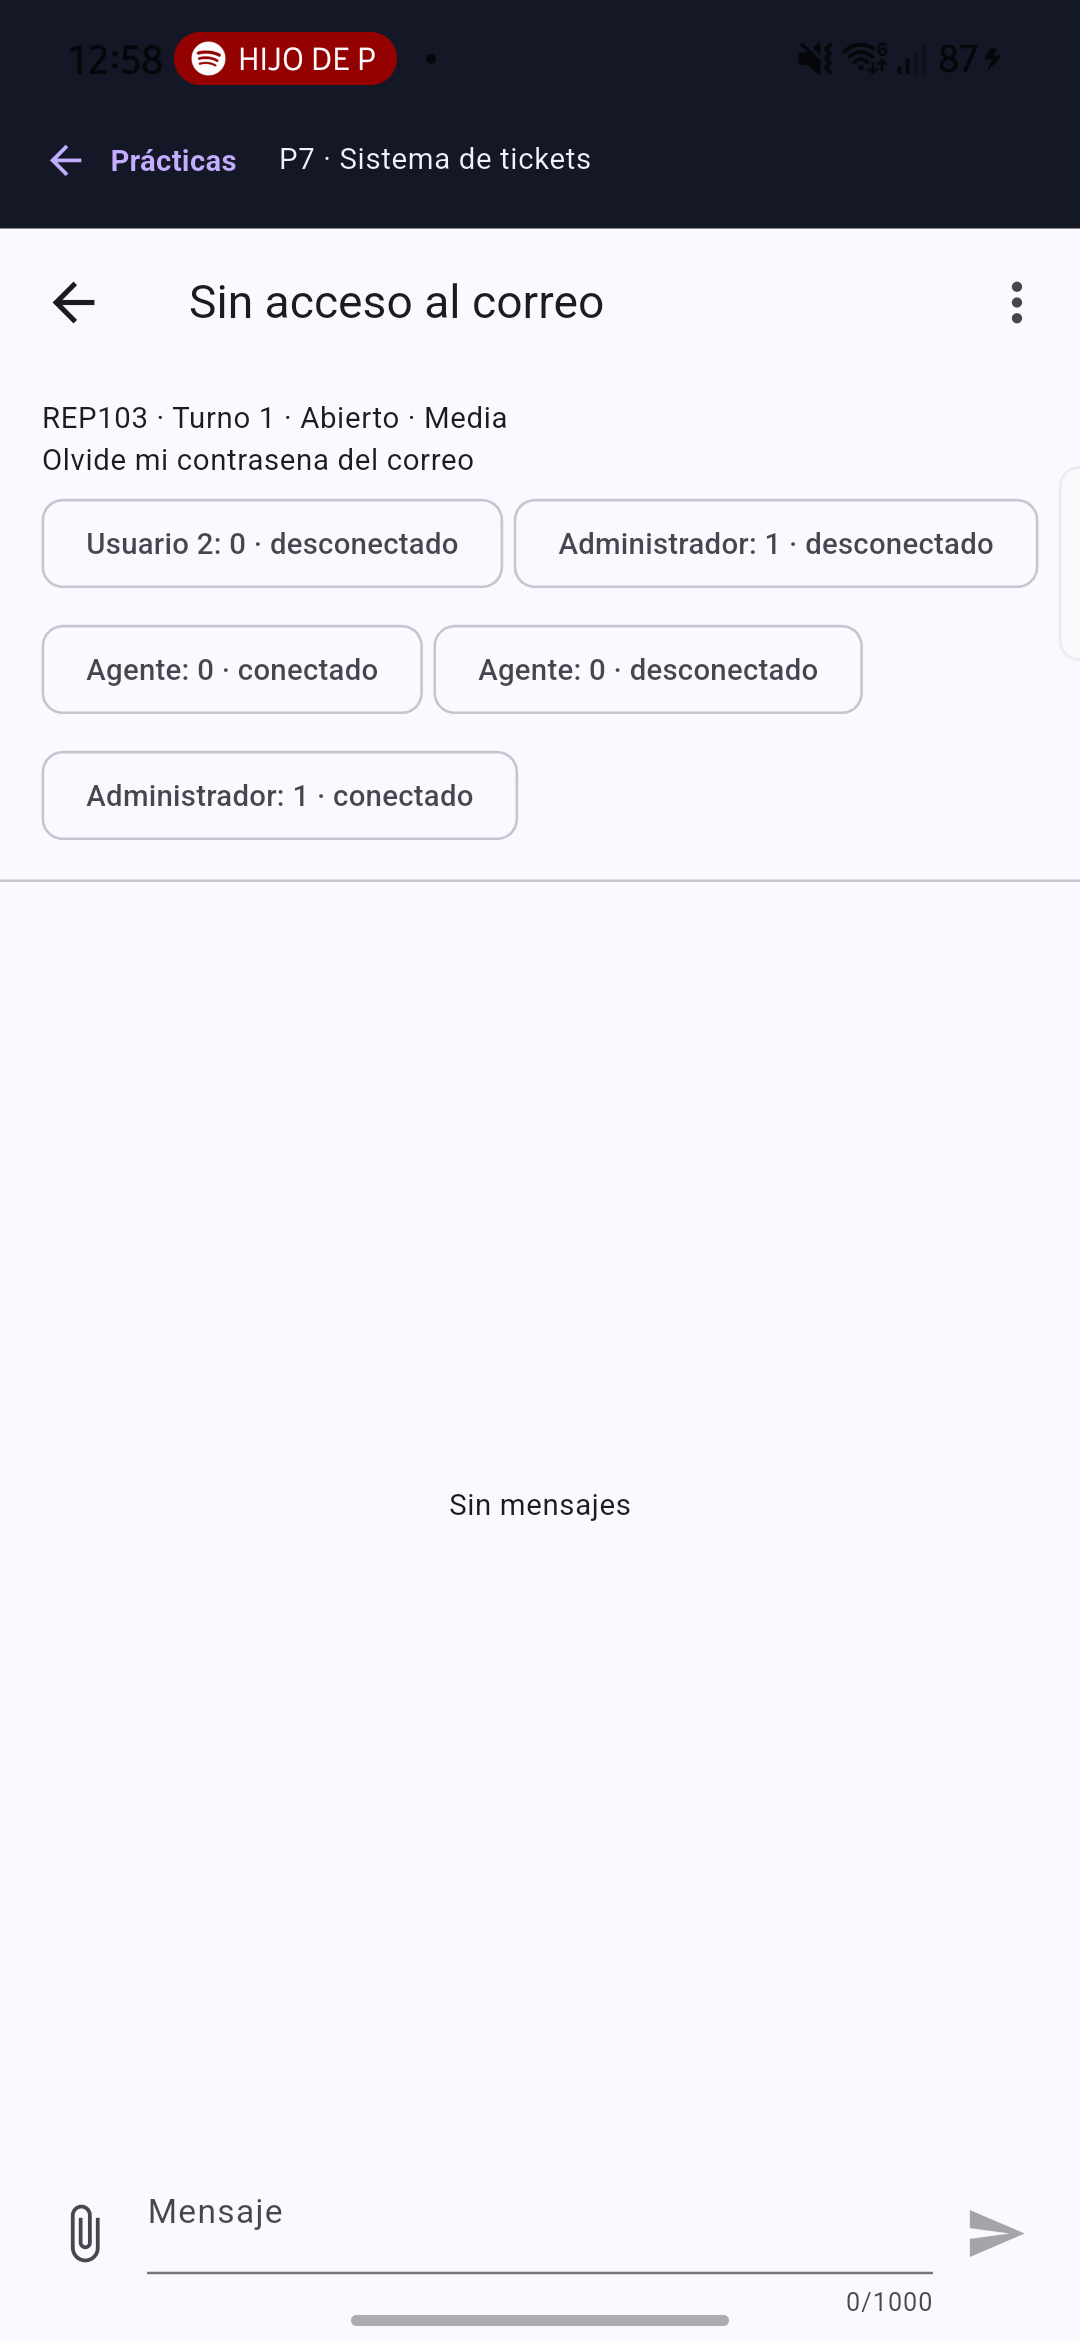 12:58 HIJO DE P 6 87
Prácticas P7 · Sistema de tickets
Sin acceso al correo
REP103 · Turno 1 · Abierto · Media
Olvide mi contrasena del correo
Usuario 2: 0 · desconectado Administrador: 1 · desconectado
Agente: 0 · conectado Agente: 0 · desconectado
Administrador: 1 · conectado
Sin mensajes
Mensaje
0/1000